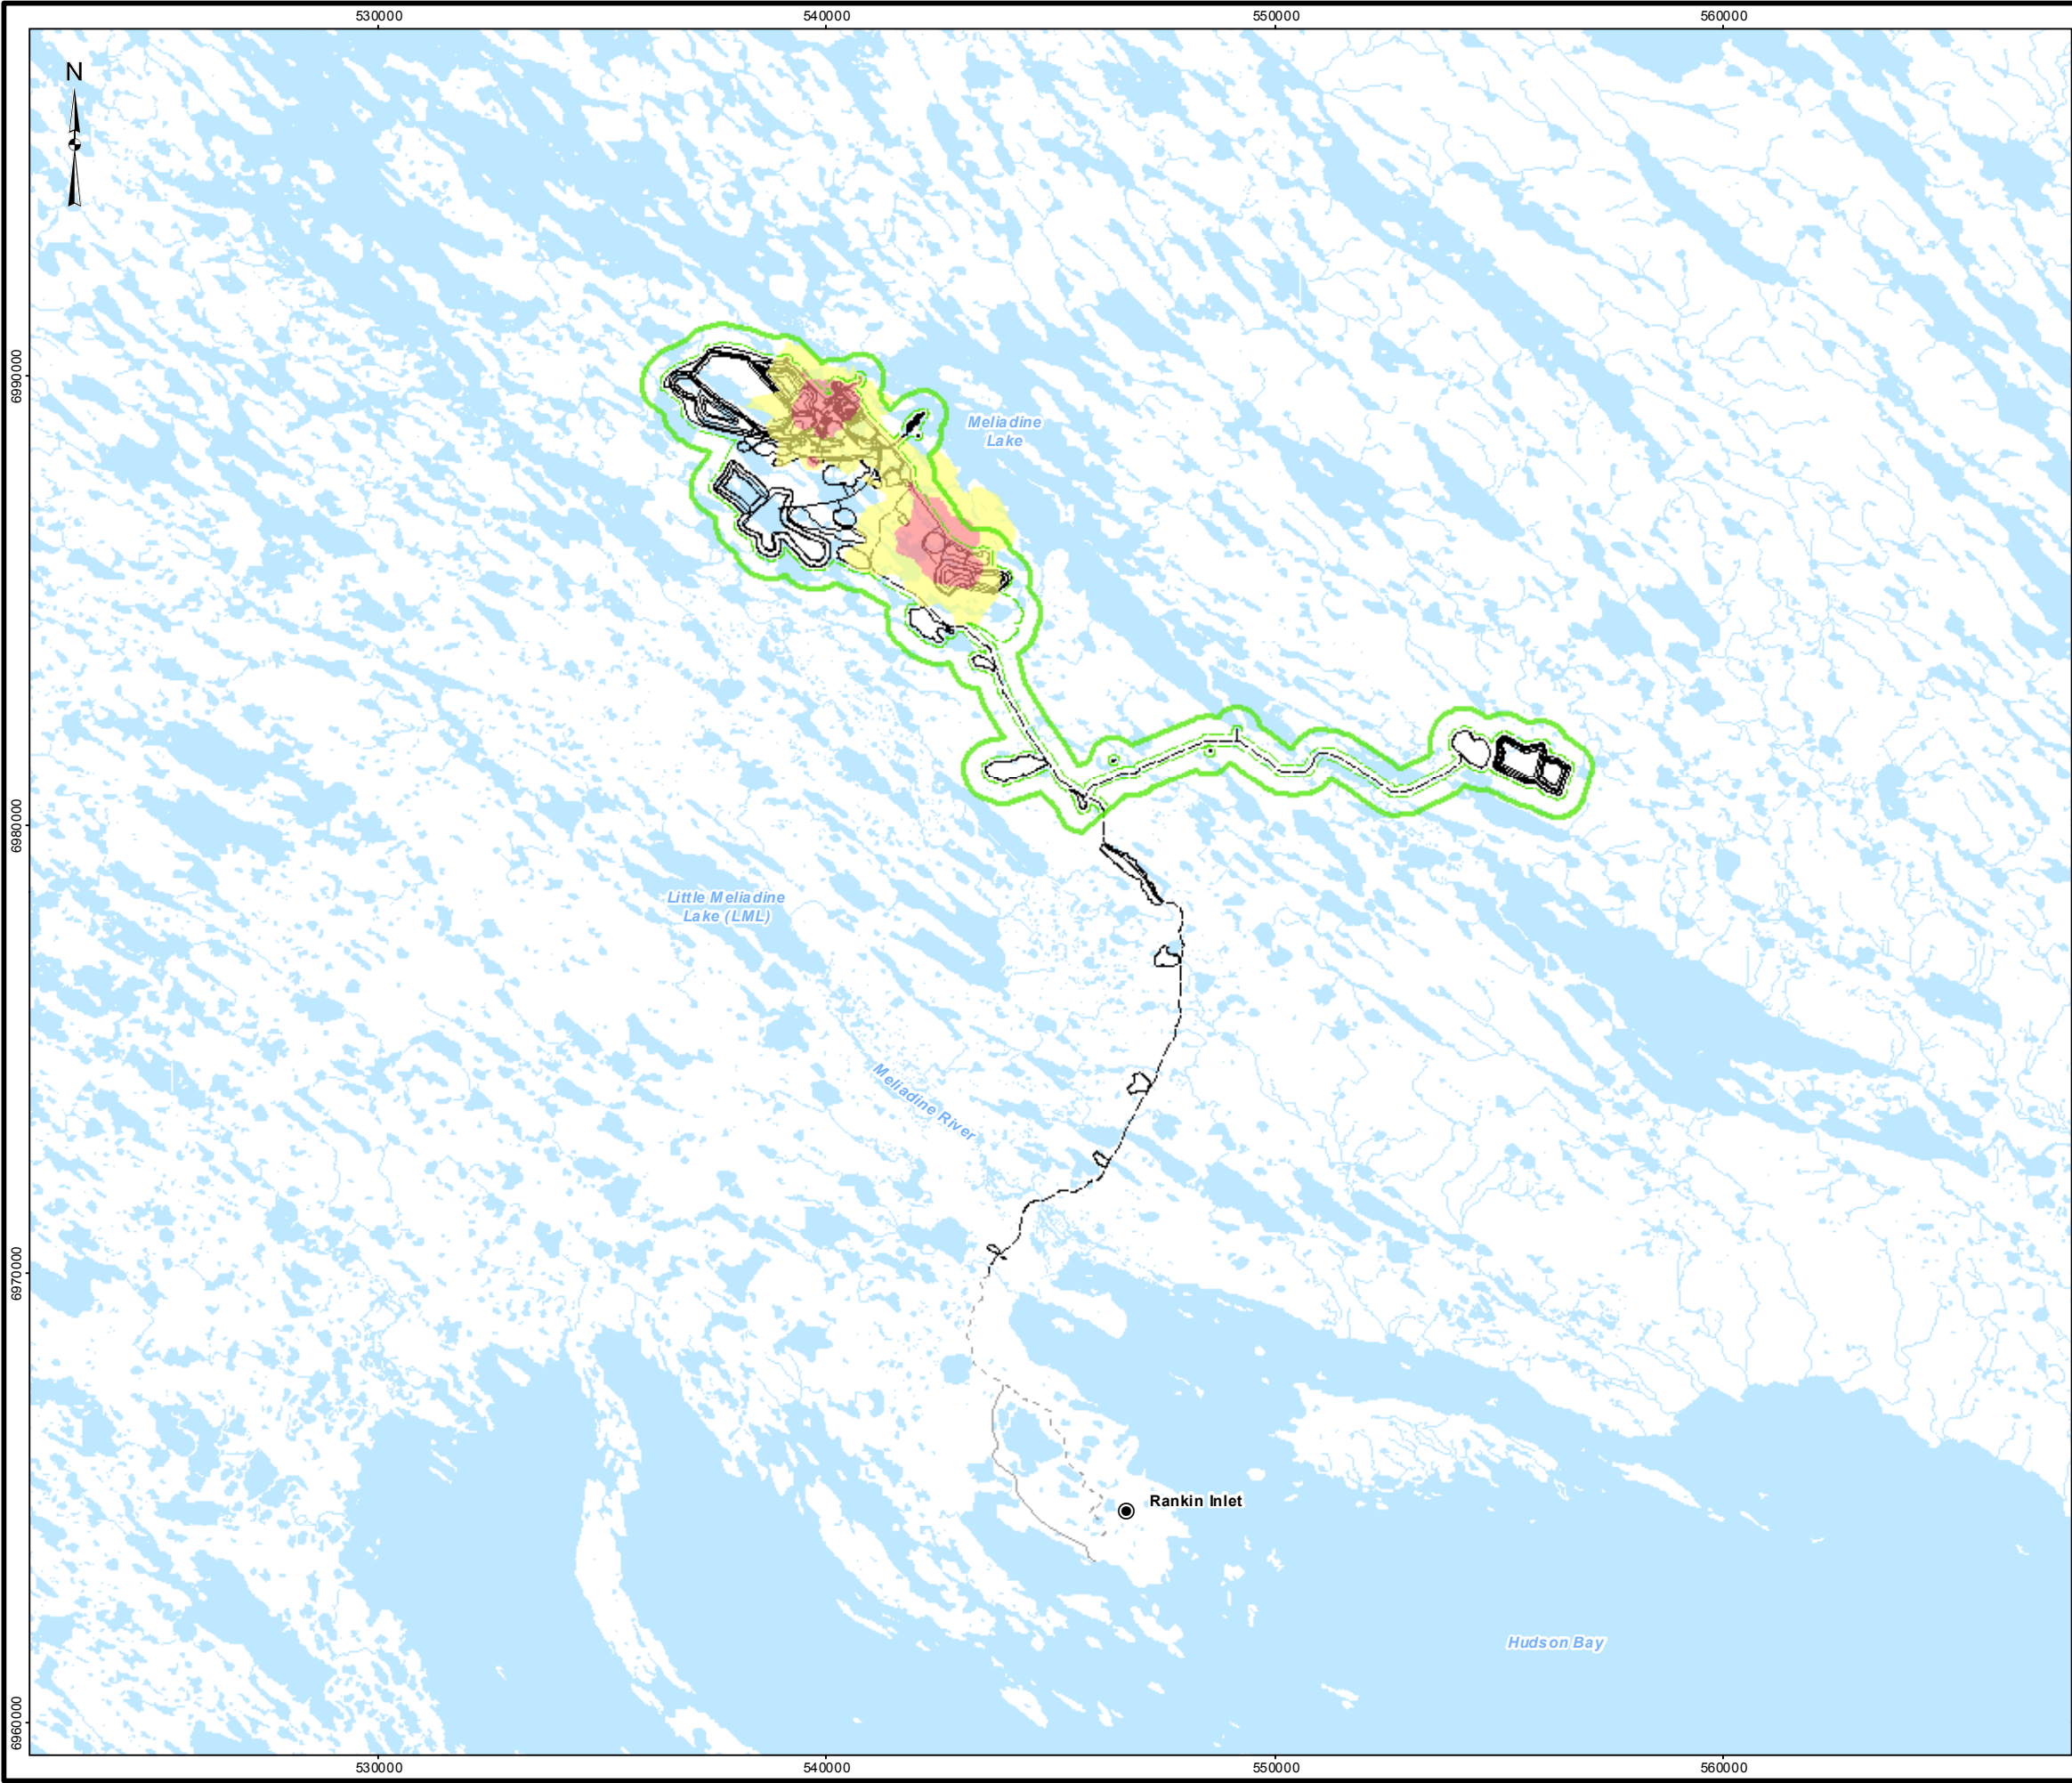 530000
540000
550000
560000
N
6990000
Meliadine
Lake
6980000
Little Meliadine
Lake (LML)
Meliadine River
6970000
Rankin Inlet
Hudson Bay
6960000
530000
540000
550000
560000